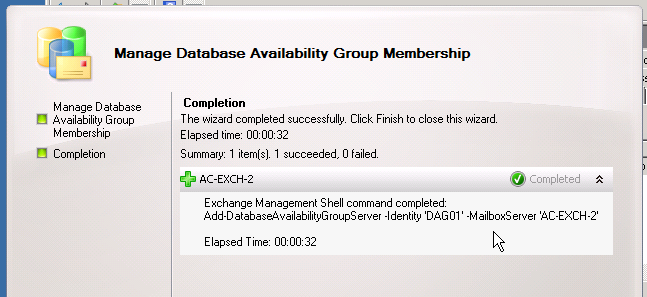 Manage Database Availability Group Membership
Manage Database
Availability Group
Membership
Completion
Completion
The wizard completed successfully. Click Finish to close this wizard.
Elapsed time: 00:00:32
Summary: 1 item(s). 1 succeeded, 0 failed.
AC-EXCH-2 Completed
Exchange Management Shell command completed:
Add-DatabaseAvailabilityGroupServer -Identity 'DAG01' -MailboxServer 'AC-EXCH-2'
Elapsed Time: 00:00:32